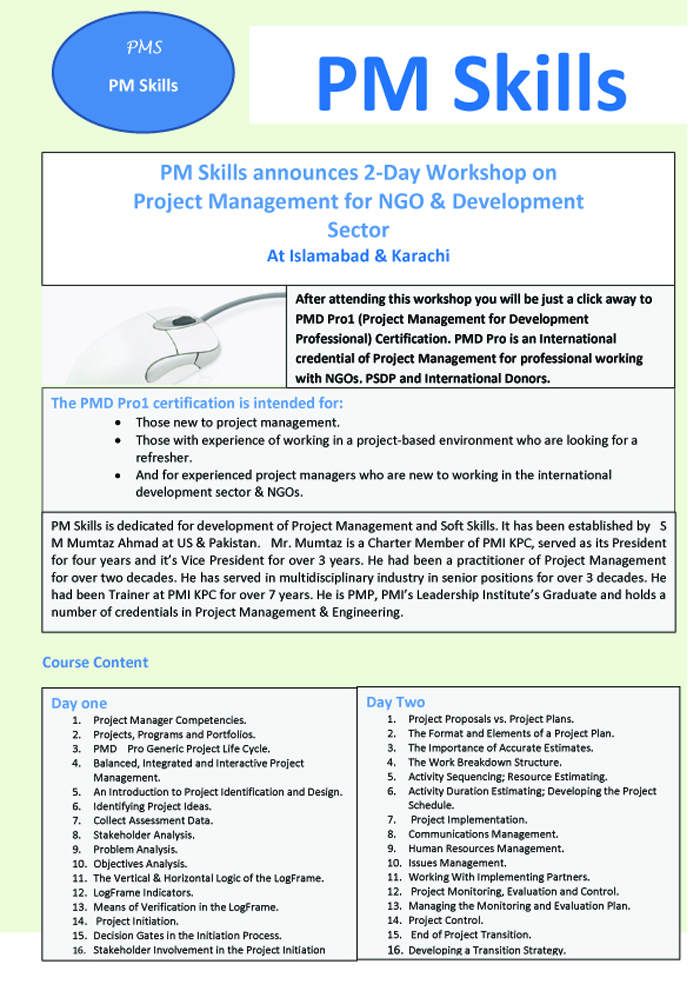 PMS
PM Skills
PM Skills
PM Skills announces 2-Day Workshop on
Project Management for NGO & Development
Sector
At Islamabad & Karachi
After attending this workshop you will be just a click away to
PMD Pro1 (Project Management for Development
Professional) Certification. PMD Pro is an International
credential of Project Management for professional working
with NGOs, PSDP and International Donors.
The PMD Pro1 certification is intended for:
• Those new to project management.
• Those with experience of working in a project-based environment who are looking for a
refresher.
• And for experienced project managers who are new to working in the international
development sector & NGOs.
PM Skills is dedicated for development of Project Management and Soft Skills. It has been established by S
M Mumtaz Ahmad at US & Pakistan. Mr. Mumtaz is a Charter Member of PMI KPC, served as its President
for four years and it's Vice President for over 3 years. He had been a practitioner of Project Management
for over two decades. He has served in multidisciplinary industry in senior positions for over 3 decades. He
had been Trainer at PMI KPC for over 7 years. He is PMP, PMI's Leadership Institute's Graduate and holds a
number of credentials in Project Management & Engineering.
Course Content
Day one
1. Project Manager Competencies.
2. Projects, Programs and Portfolios.
3. PMD Pro Generic Project Life Cycle.
4. Balanced, Integrated and Interactive Project
Management.
5. An Introduction to Project Identification and Design.
6. Identifying Project Ideas.
7. Collect Assessment Data.
8. Stakeholder Analysis.
9. Problem Analysis.
10. Objectives Analysis.
11. The Vertical & Horizontal Logic of the LogFrame.
12. LogFrame Indicators.
13. Means of Verification in the LogFrame.
14. Project Initiation.
15. Decision Gates in the Initiation Process.
16. Stakeholder Involvement in the Project Initiation
Day Two
1. Project Proposals vs. Project Plans.
2. The Format and Elements of a Project Plan.
3. The Importance of Accurate Estimates.
4. The Work Breakdown Structure.
5. Activity Sequencing; Resource Estimating.
6. Activity Duration Estimating; Developing the Project
Schedule.
7. Project Implementation.
8. Communications Management.
9. Human Resources Management.
10. Issues Management.
11. Working With Implementing Partners.
12. Project Monitoring, Evaluation and Control.
13. Managing the Monitoring and Evaluation Plan.
14. Project Control.
15. End of Project Transition.
16. Developing a Transition Strategy.